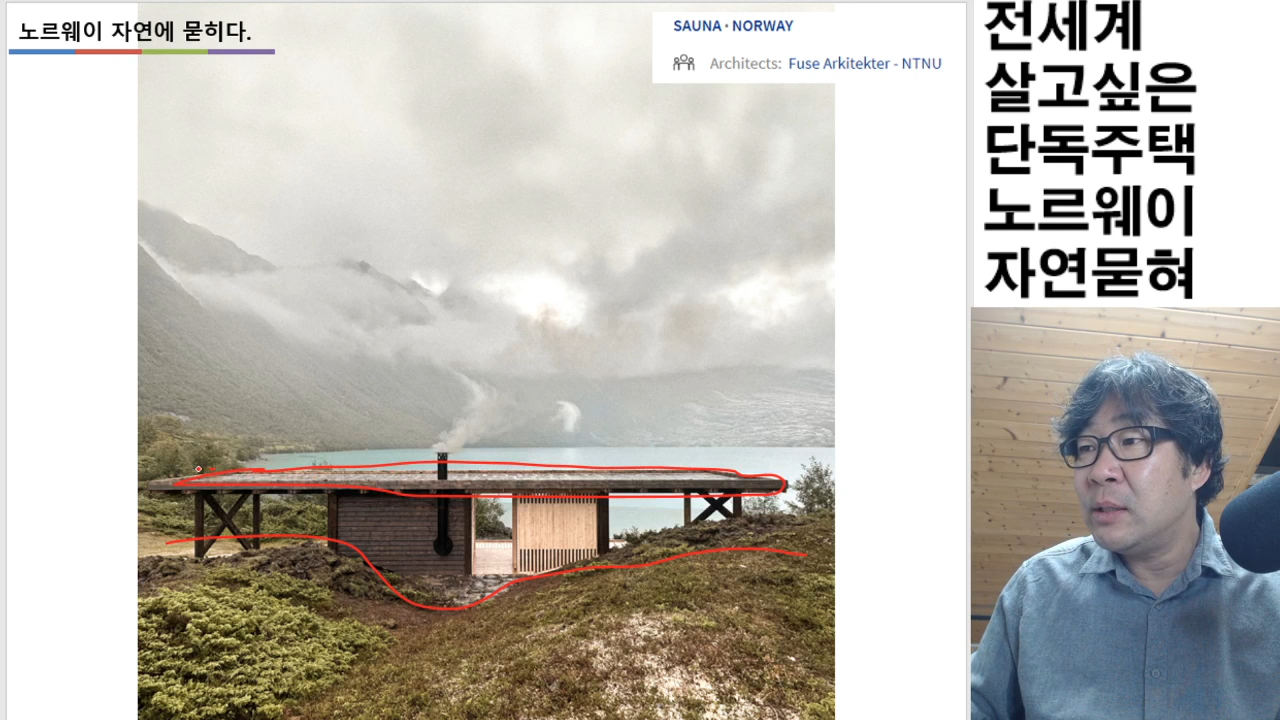 노르웨이 자연에 묻히다.
SAUNA • NORWAY
Architects: Fuse Arkitekter - NTNU
전세계
살고싶은
단독주택
노르웨이
자연묻혀